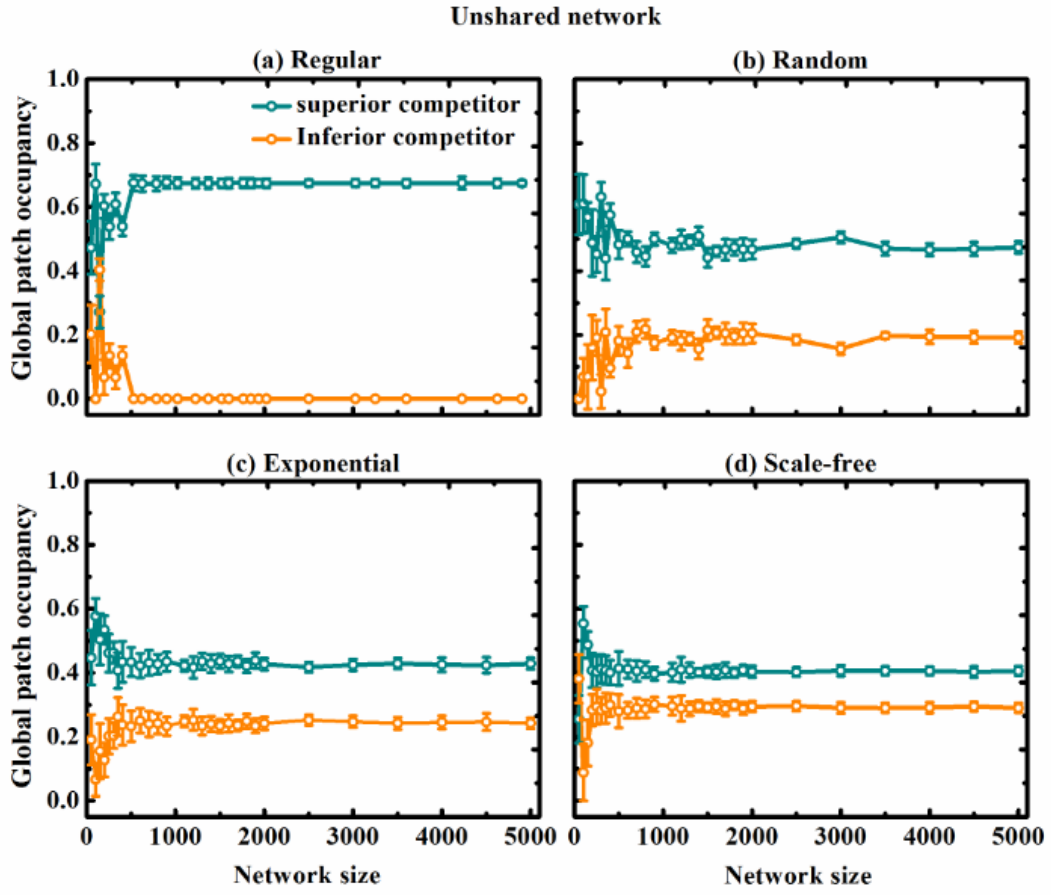 Unshared network
(a) Regular
(b) Random
1.0
0.8
0.6
0.4
0.2
0.0
Global patch occupancy
superior competitor
Inferior competitor
(c) Exponential
(d) Scale-free
1.0
0.8
0.6
0.4
0.2
0.0
Global patch occupancy
0 1000 2000 3000 4000 5000
0 1000 2000 3000 4000 5000
Network size
Network size